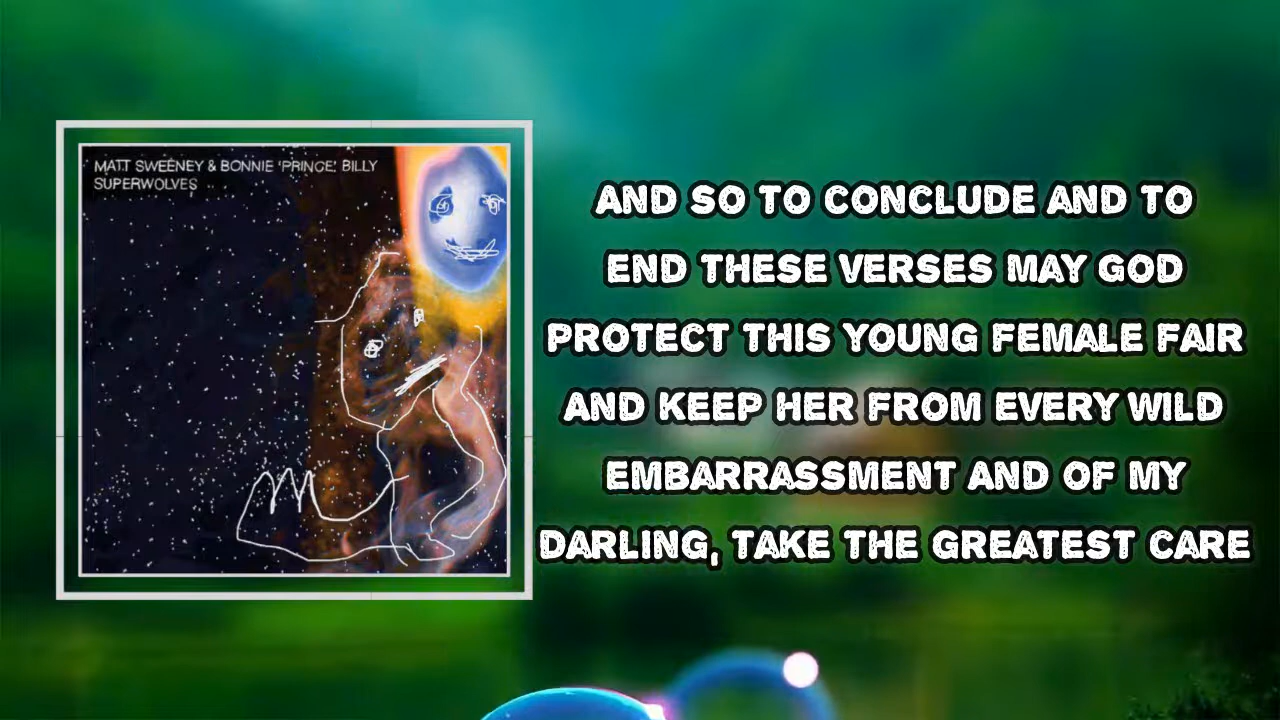 MATT SWEENEY & BONNIE 'PRINCE' BILLY
SUPERWOLVES
AND SO TO CONCLUDE AND TO
END THESE VERSES MAY GOD
PROTECT THIS YOUNG FEMALE FAIR
AND KEEP HER FROM EVERY WILD
EMBARRASSMENT AND OF MY
DARLING, TAKE THE GREATEST CARE